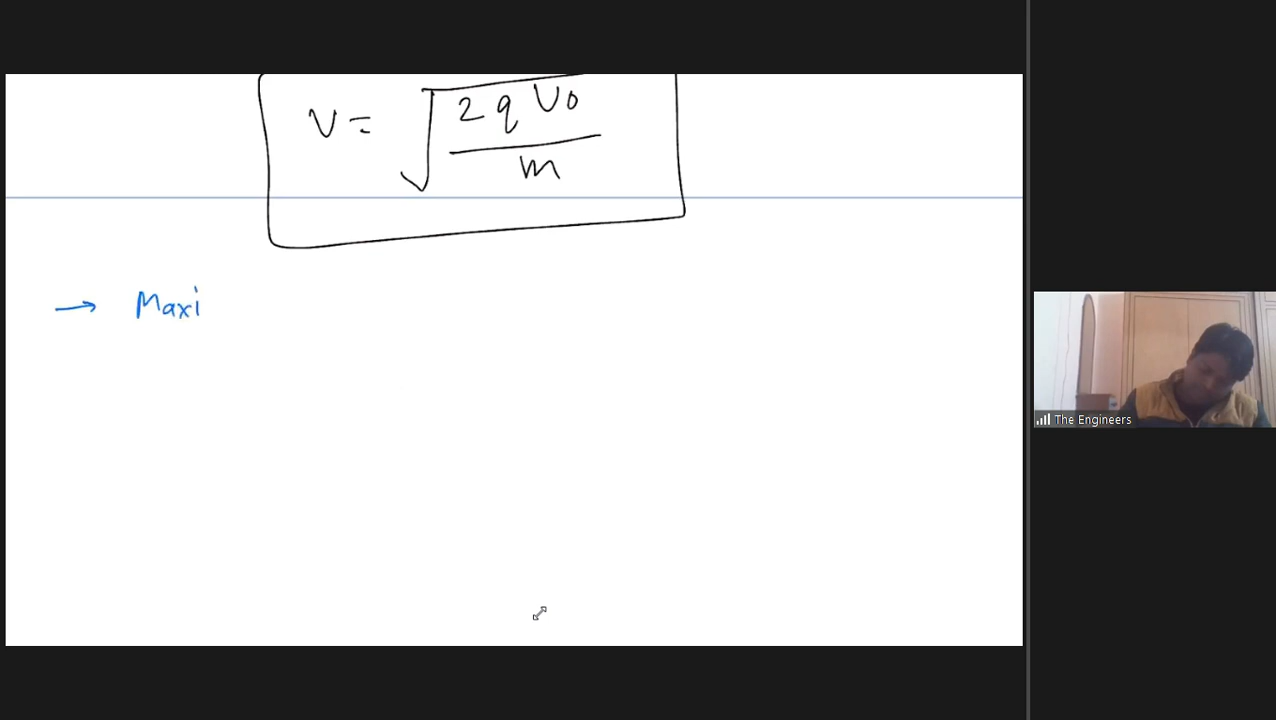 V = √(2qV0/m)
→ Maxi
The Engineers